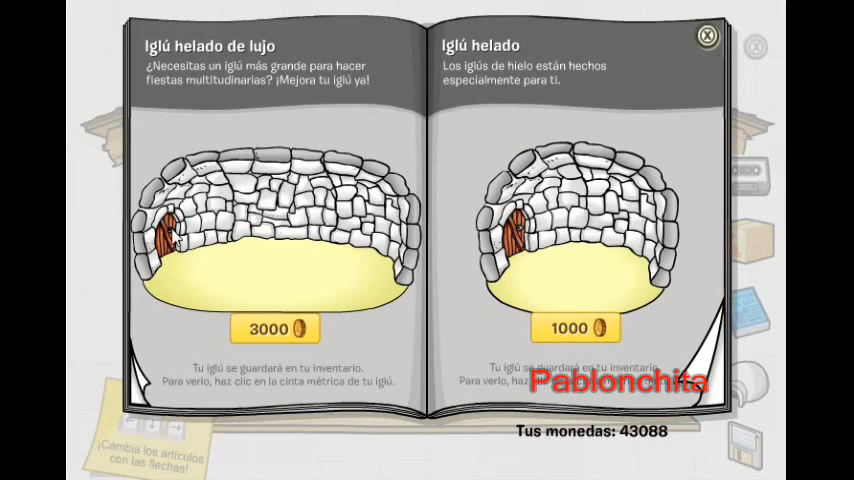 Iglú helado de lujo
¿Necesitas un iglú más grande para hacer
fiestas multitudinarias? ¡Mejora tu iglú ya!
3000
Tu iglú se guardará en tu inventario.
Para verlo, haz clic en la cinta métrica de tu iglú.
Iglú helado
Los iglús de hielo están hechos
especialmente para ti.
1000
Tu iglú se guardará en tu inventario.
Para verlo, haz
Pablonchita
Tus monedas: 43088
¡Cambia los artículos
con las flechas!